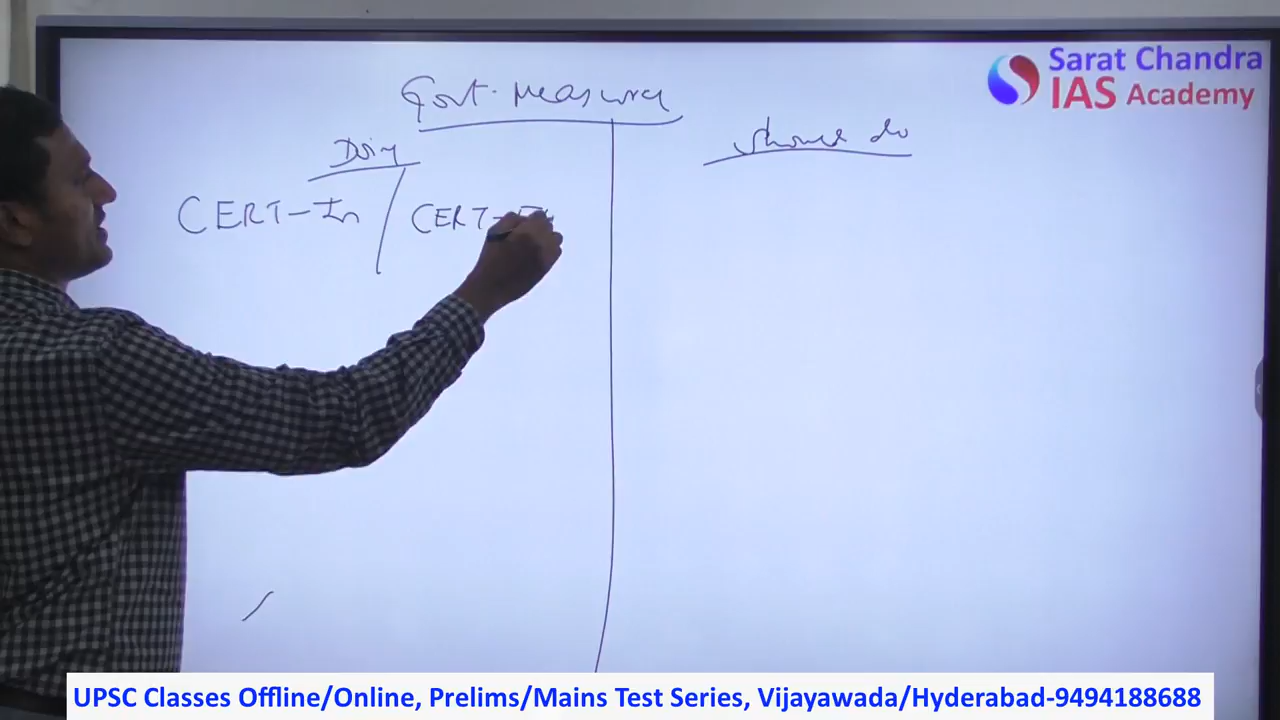 Sarat Chandra
IAS Academy
Govt. Measures
Doing
Should do
CERT-In / CERT-
UPSC Classes Offline/Online, Prelims/Mains Test Series, Vijayawada/Hyderabad-9494188688